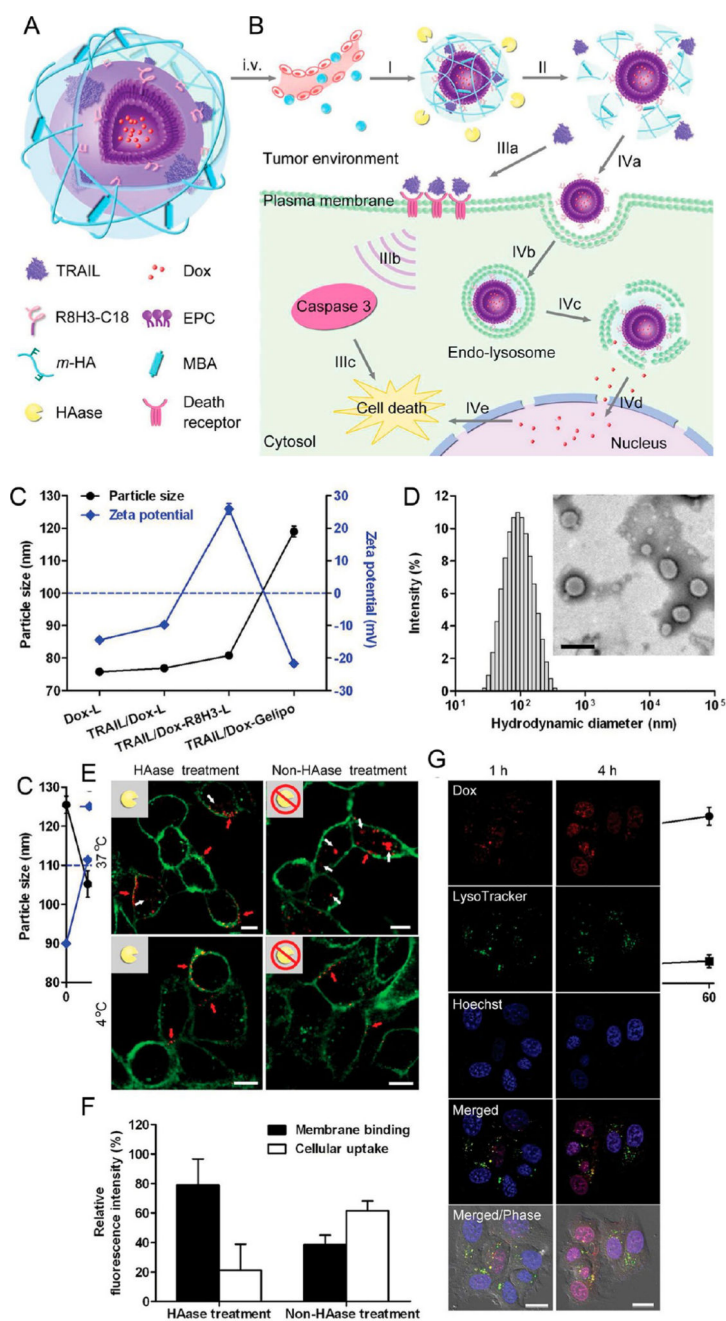 A
B
i.v.
I
II
IIIa
IVa
Tumor environment
Plasma membrane
IIIb
IVb
Caspase 3
IVc
Endo-lysosome
IIIc
Cell death
IVe
IVd
Cytosol
Nucleus
TRAIL
Dox
R8H3-C18
EPC
m-HA
MBA
HAase
Death
receptor
C
Particle size
Zeta potential
Particle size (nm)
130
120
110
100
90
80
70
30
20
10
0
-10
-20
-30
Zeta potential
(mV)
Dox-L
TRAIL/Dox-L
TRAIL/Dox-R8H3-L
TRAIL/Dox-Gelipo
D
Intensity (%)
12
10
8
6
4
2
0
10¹ 10² 10³ 10⁴ 10⁵
Hydrodynamic diameter (nm)
C
Particle size (nm)
130
120
110
100
90
80
0
60
E
HAase treatment
Non-HAase treatment
37 °C
4 °C
F
Relative
fluorescence intensity (%)
120
100
80
60
40
20
0
Membrane binding
Cellular uptake
HAase treatment
Non-HAase treatment
G
1 h
4 h
Dox
LysoTracker
Hoechst
Merged
Merged/Phase